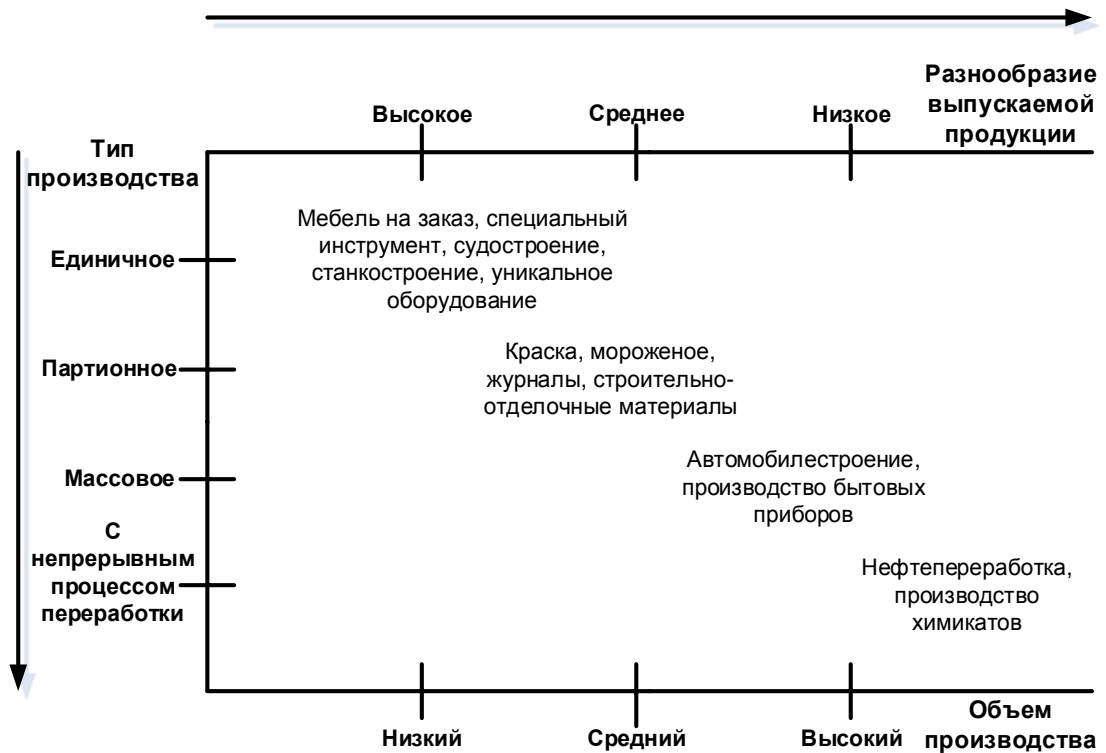 Разнообразие
выпускаемой
продукции
Высокое
Среднее
Низкое
Тип
производства
Единичное
Мебель на заказ, специальный
инструмент, судостроение,
станкостроение, уникальное
оборудование
Партионное
Краска, мороженое,
журналы, строительно-
отделочные материалы
Массовое
Автомобилестроение,
производство бытовых
приборов
С
непрерывным
процессом
переработки
Нефтепереработка,
производство
химикатов
Низкий
Средний
Высокий
Объем
производства